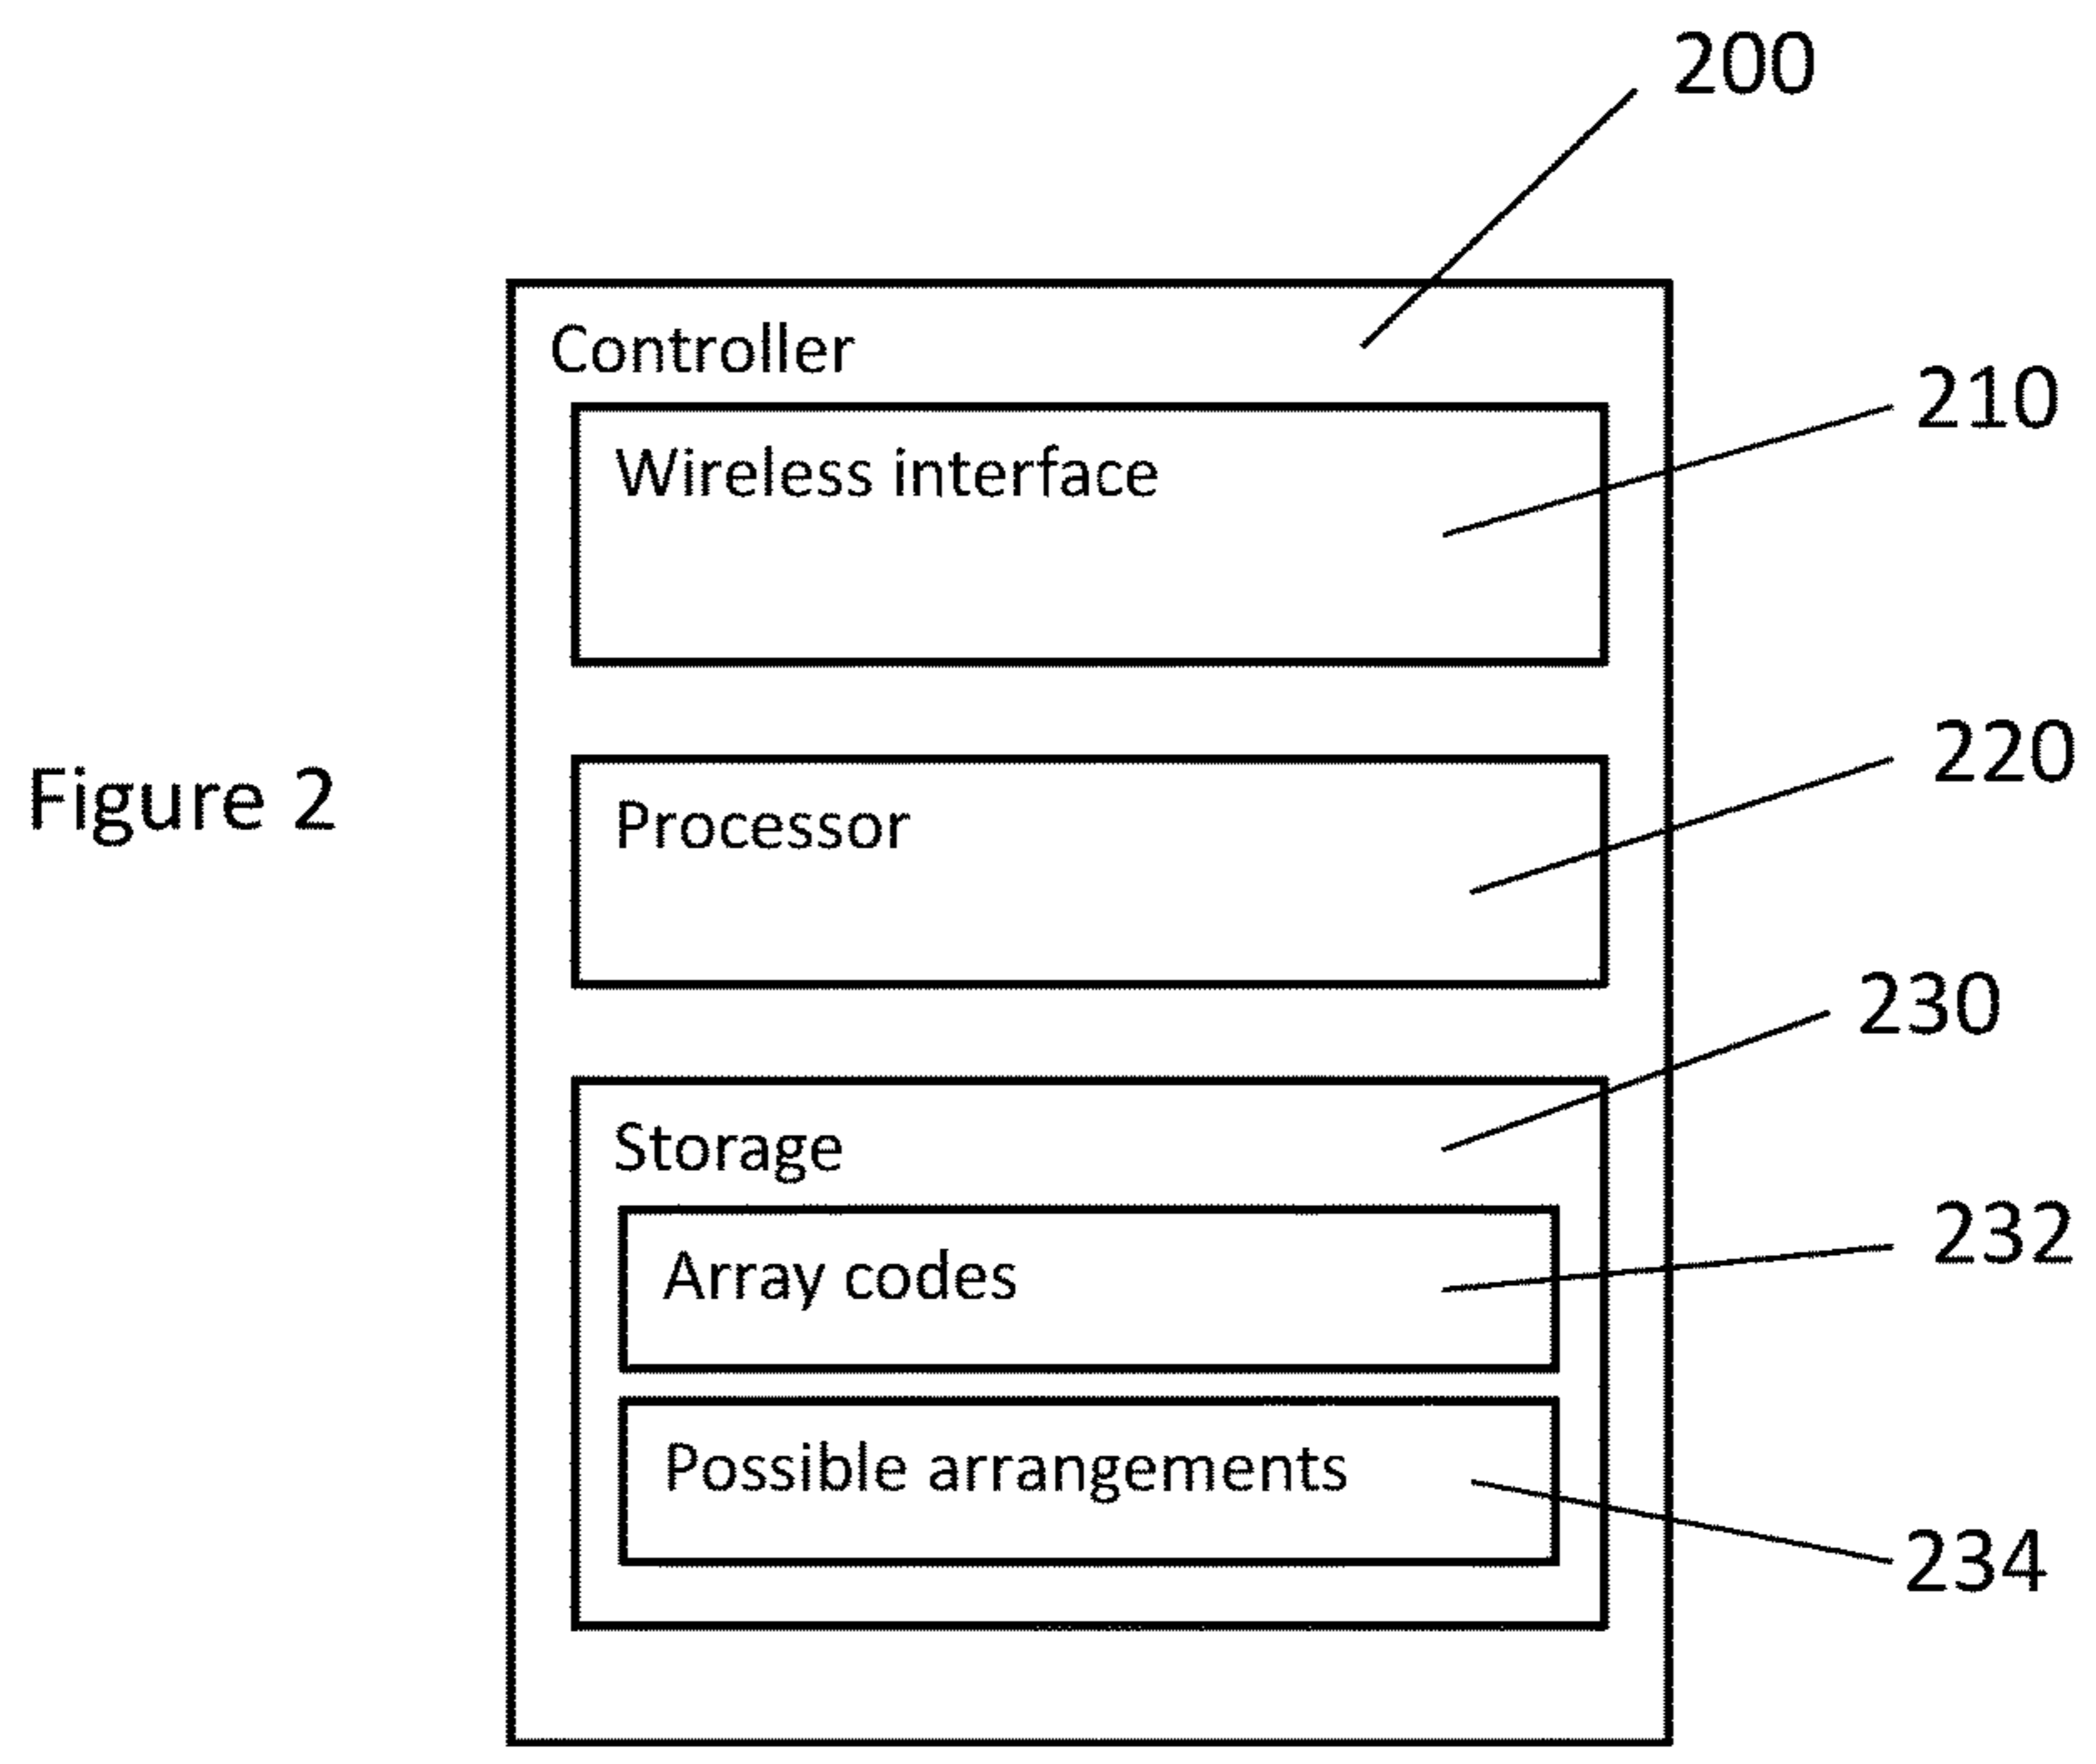 200
Controller
210
Wireless interface
220
Figure 2
Processor
230
Storage
232
Array codes
Possible arrangements
234